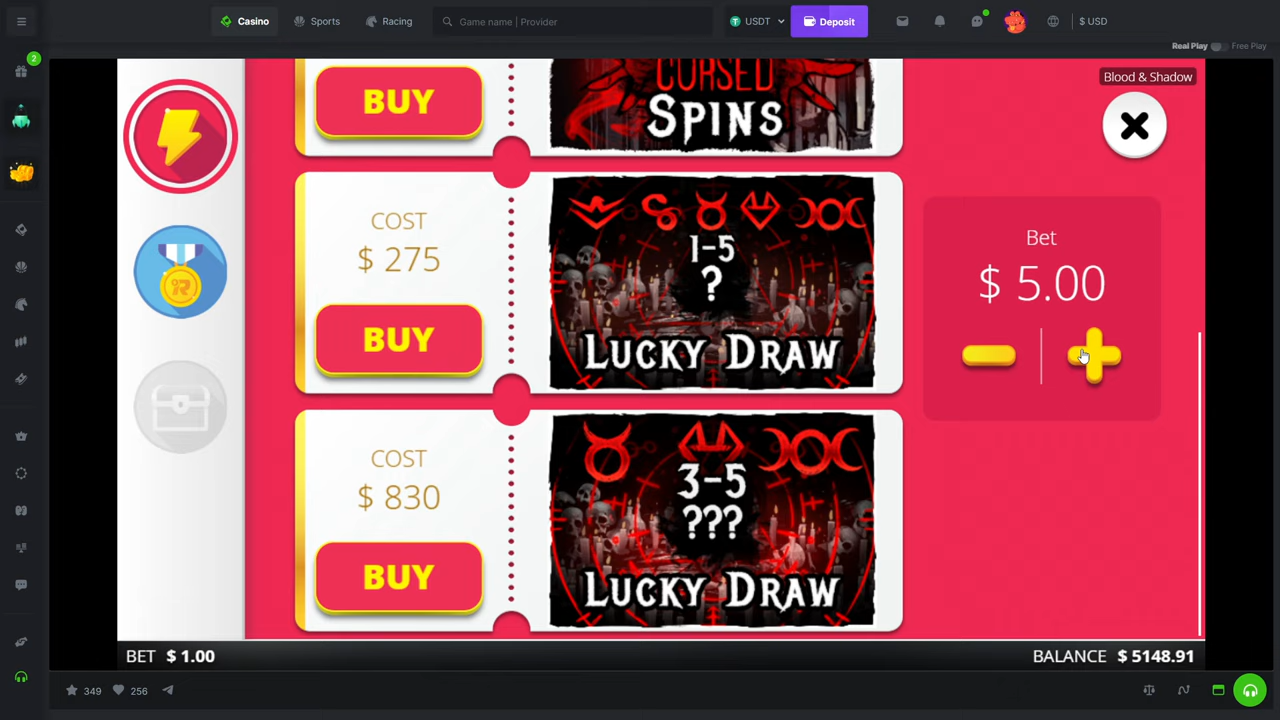 Casino
Sports
Racing
Game name | Provider
USDT
Deposit
$ USD
2
Real Play
Free Play
Blood & Shadow
BUY
CURSED
SPINS
COST
$ 275
BUY
1-5
?
LUCKY DRAW
Bet
$ 5.00
COST
$ 830
BUY
3-5
???
LUCKY DRAW
BET $ 1.00
BALANCE $ 5148.91
349
256